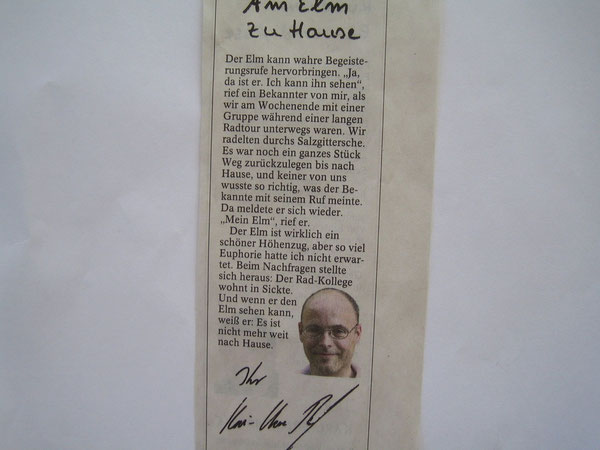 Am Elm
zu Hause
Der Elm kann wahre Begeiste-
rungsrufe hervorbringen. „Ja,
da ist er. Ich kann ihn sehen“,
rief ein Bekannter von mir, als
wir am Wochenende mit einer
Gruppe während einer langen
Radtour unterwegs waren. Wir
radelten durchs Salzgittersche.
Es war noch ein ganzes Stück
Weg zurückzulegen bis nach
Hause, und keiner von uns
wusste so richtig, was der Be-
kannte mit seinem Ruf meinte.
Da meldete er sich wieder.
„Mein Elm“, rief er.
Der Elm ist wirklich ein
schöner Höhenzug, aber so viel
Euphorie hatte ich nicht erwar-
tet. Beim Nachfragen stellte
sich heraus: Der Rad-Kollege
wohnt in Sickte.
Und wenn er den
Elm sehen kann,
weiß er: Es ist
nicht mehr weit
nach Hause.
Ihr
Kai-Uwe